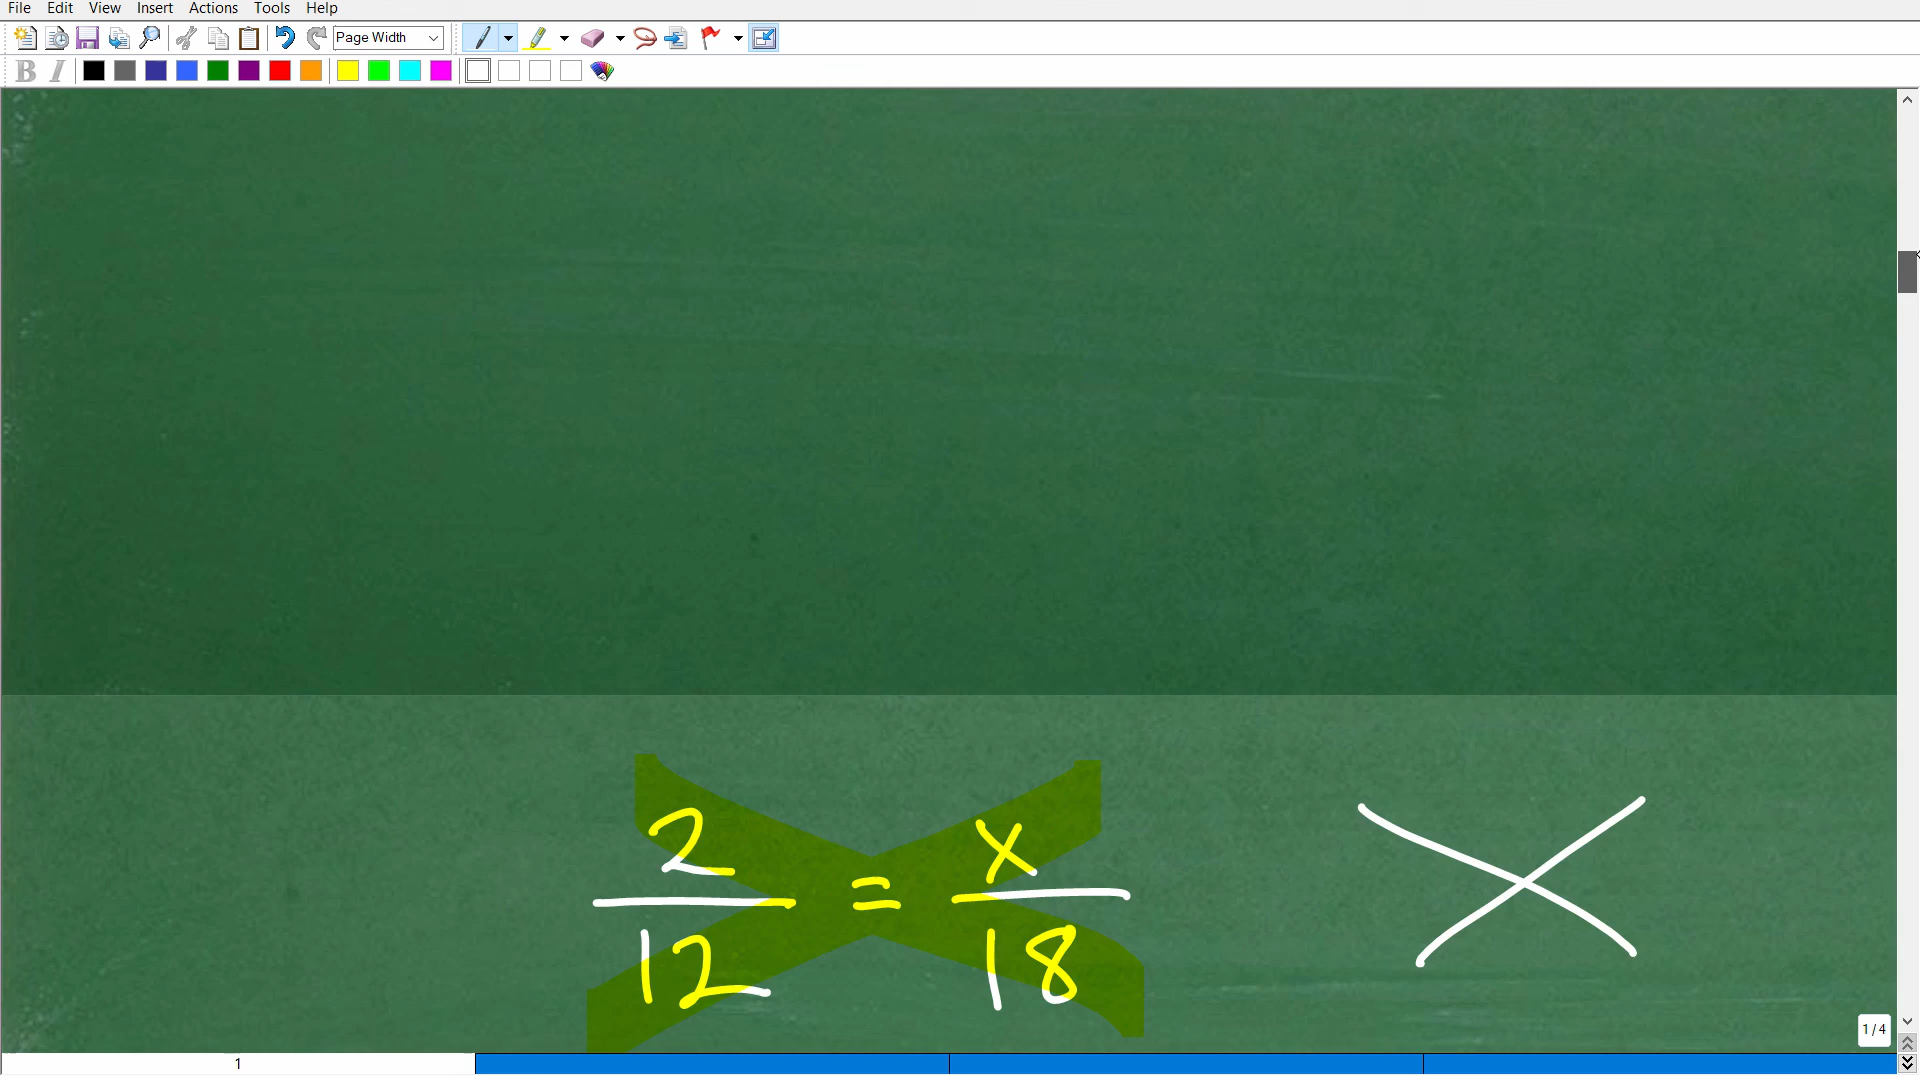 File Edit View Insert Actions Tools Help
Page Width
B I
2/12 = x/18
1 / 4
1